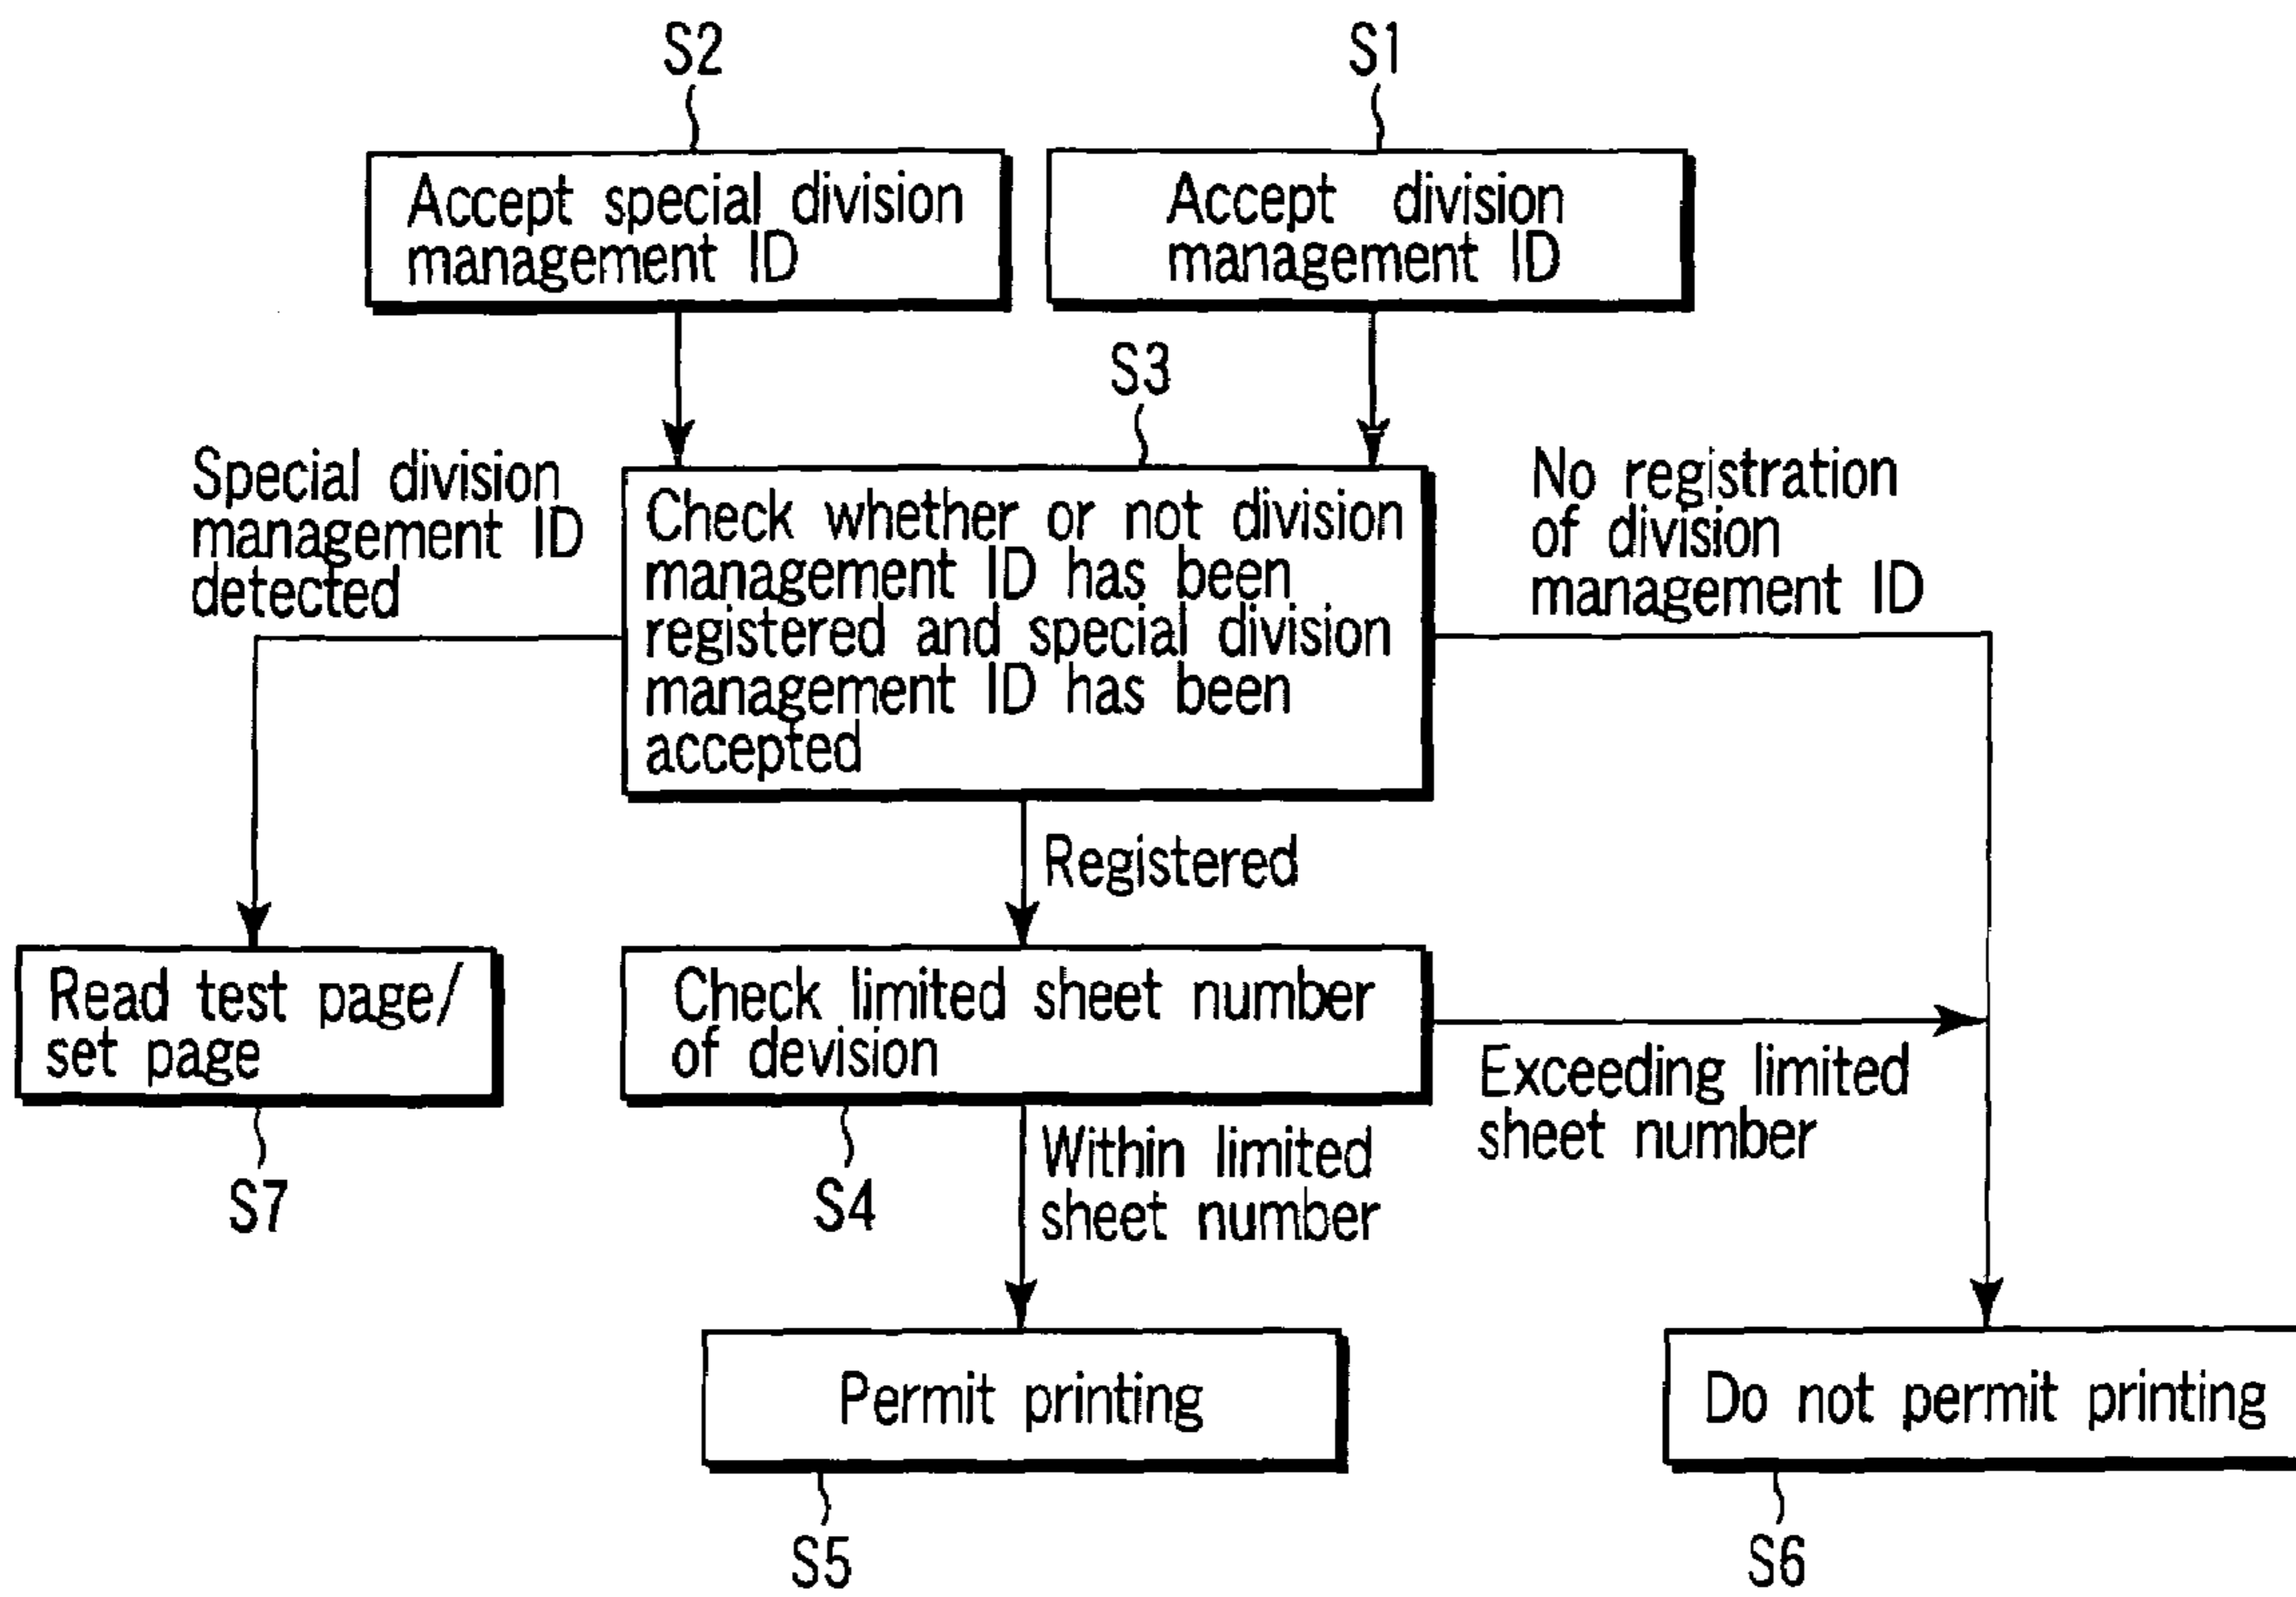 S2
S1
Accept special division
management ID
Accept division
management ID
S3
Special division
management ID
detected
Check whether or not division
management ID has been
registered and special division
management ID has been
accepted
No registration
of division
management ID
Registered
Read test page/
set page
Check limited sheet number
of devision
Exceeding limited
sheet number
S7
S4
Within limited
sheet number
Permit printing
Do not permit printing
S5
S6